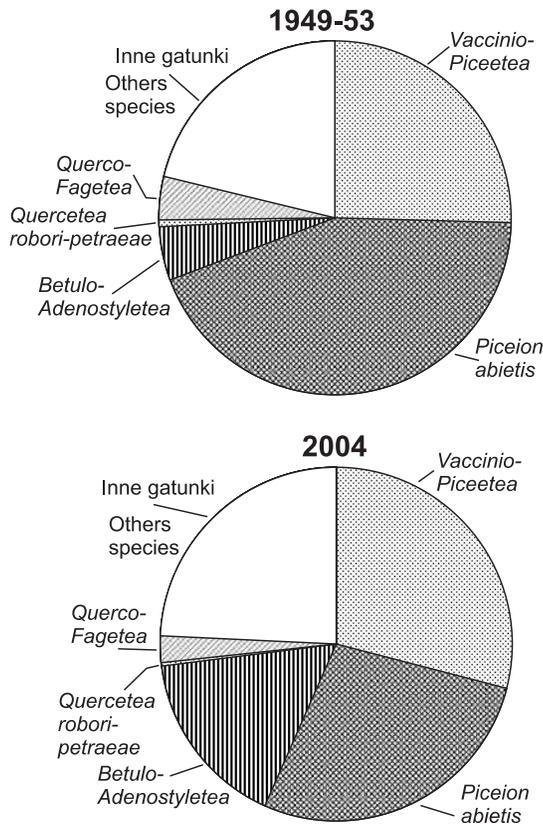 1949-53
Inne gatunki
Others
species
Vaccinio-
Piceetea
Querco-
Fagetea
Quercetea
robori-petraeae
Betulo-
Adenostyletea
Piceion
abietis
2004
Inne gatunki
Others
species
Vaccinio-
Piceetea
Querco-
Fagetea
Quercetea
robori-
petraeae
Betulo-
Adenostyletea
Piceion
abietis